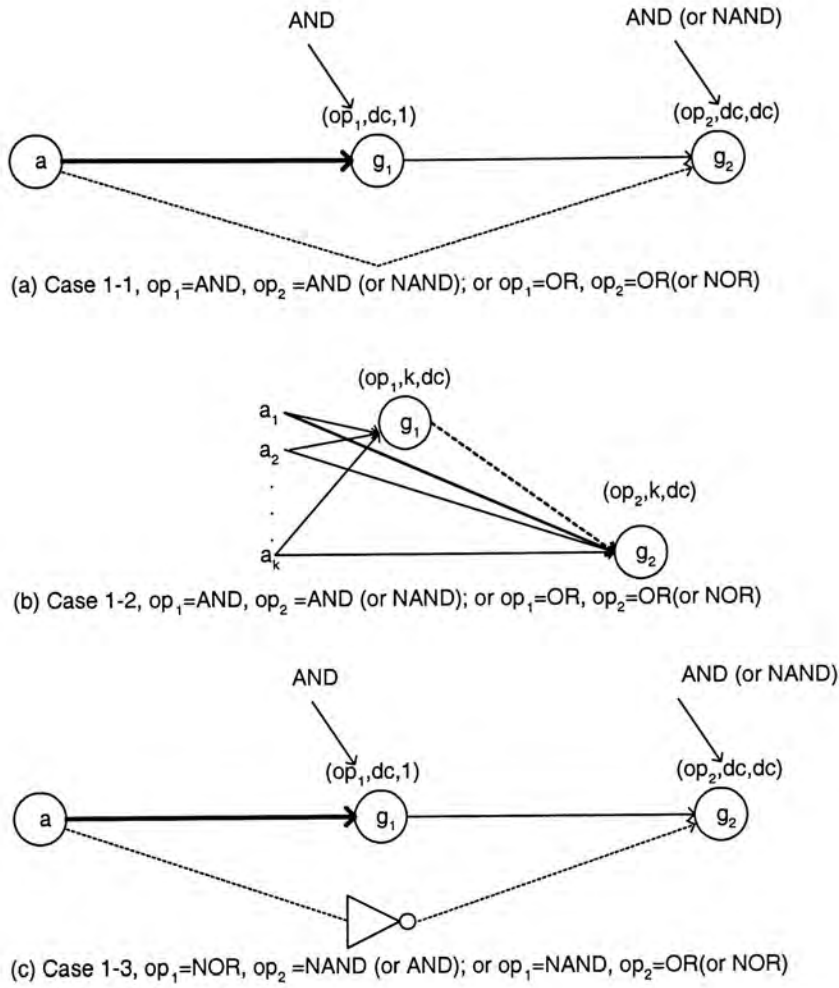 AND
AND (or NAND)
(op₁,dc,1)
(op₂,dc,dc)
a
g₁
g₂
(a) Case 1-1, op₁=AND, op₂ =AND (or NAND); or op₁=OR, op₂=OR(or NOR)
(op₁,k,dc)
a₁
g₁
a₂
.
.
.
(op₂,k,dc)
aₖ
g₂
(b) Case 1-2, op₁=AND, op₂ =AND (or NAND); or op₁=OR, op₂=OR(or NOR)
AND
AND (or NAND)
(op₁,dc,1)
(op₂,dc,dc)
a
g₁
g₂
(c) Case 1-3, op₁=NOR, op₂ =NAND (or AND); or op₁=NAND, op₂=OR(or NOR)